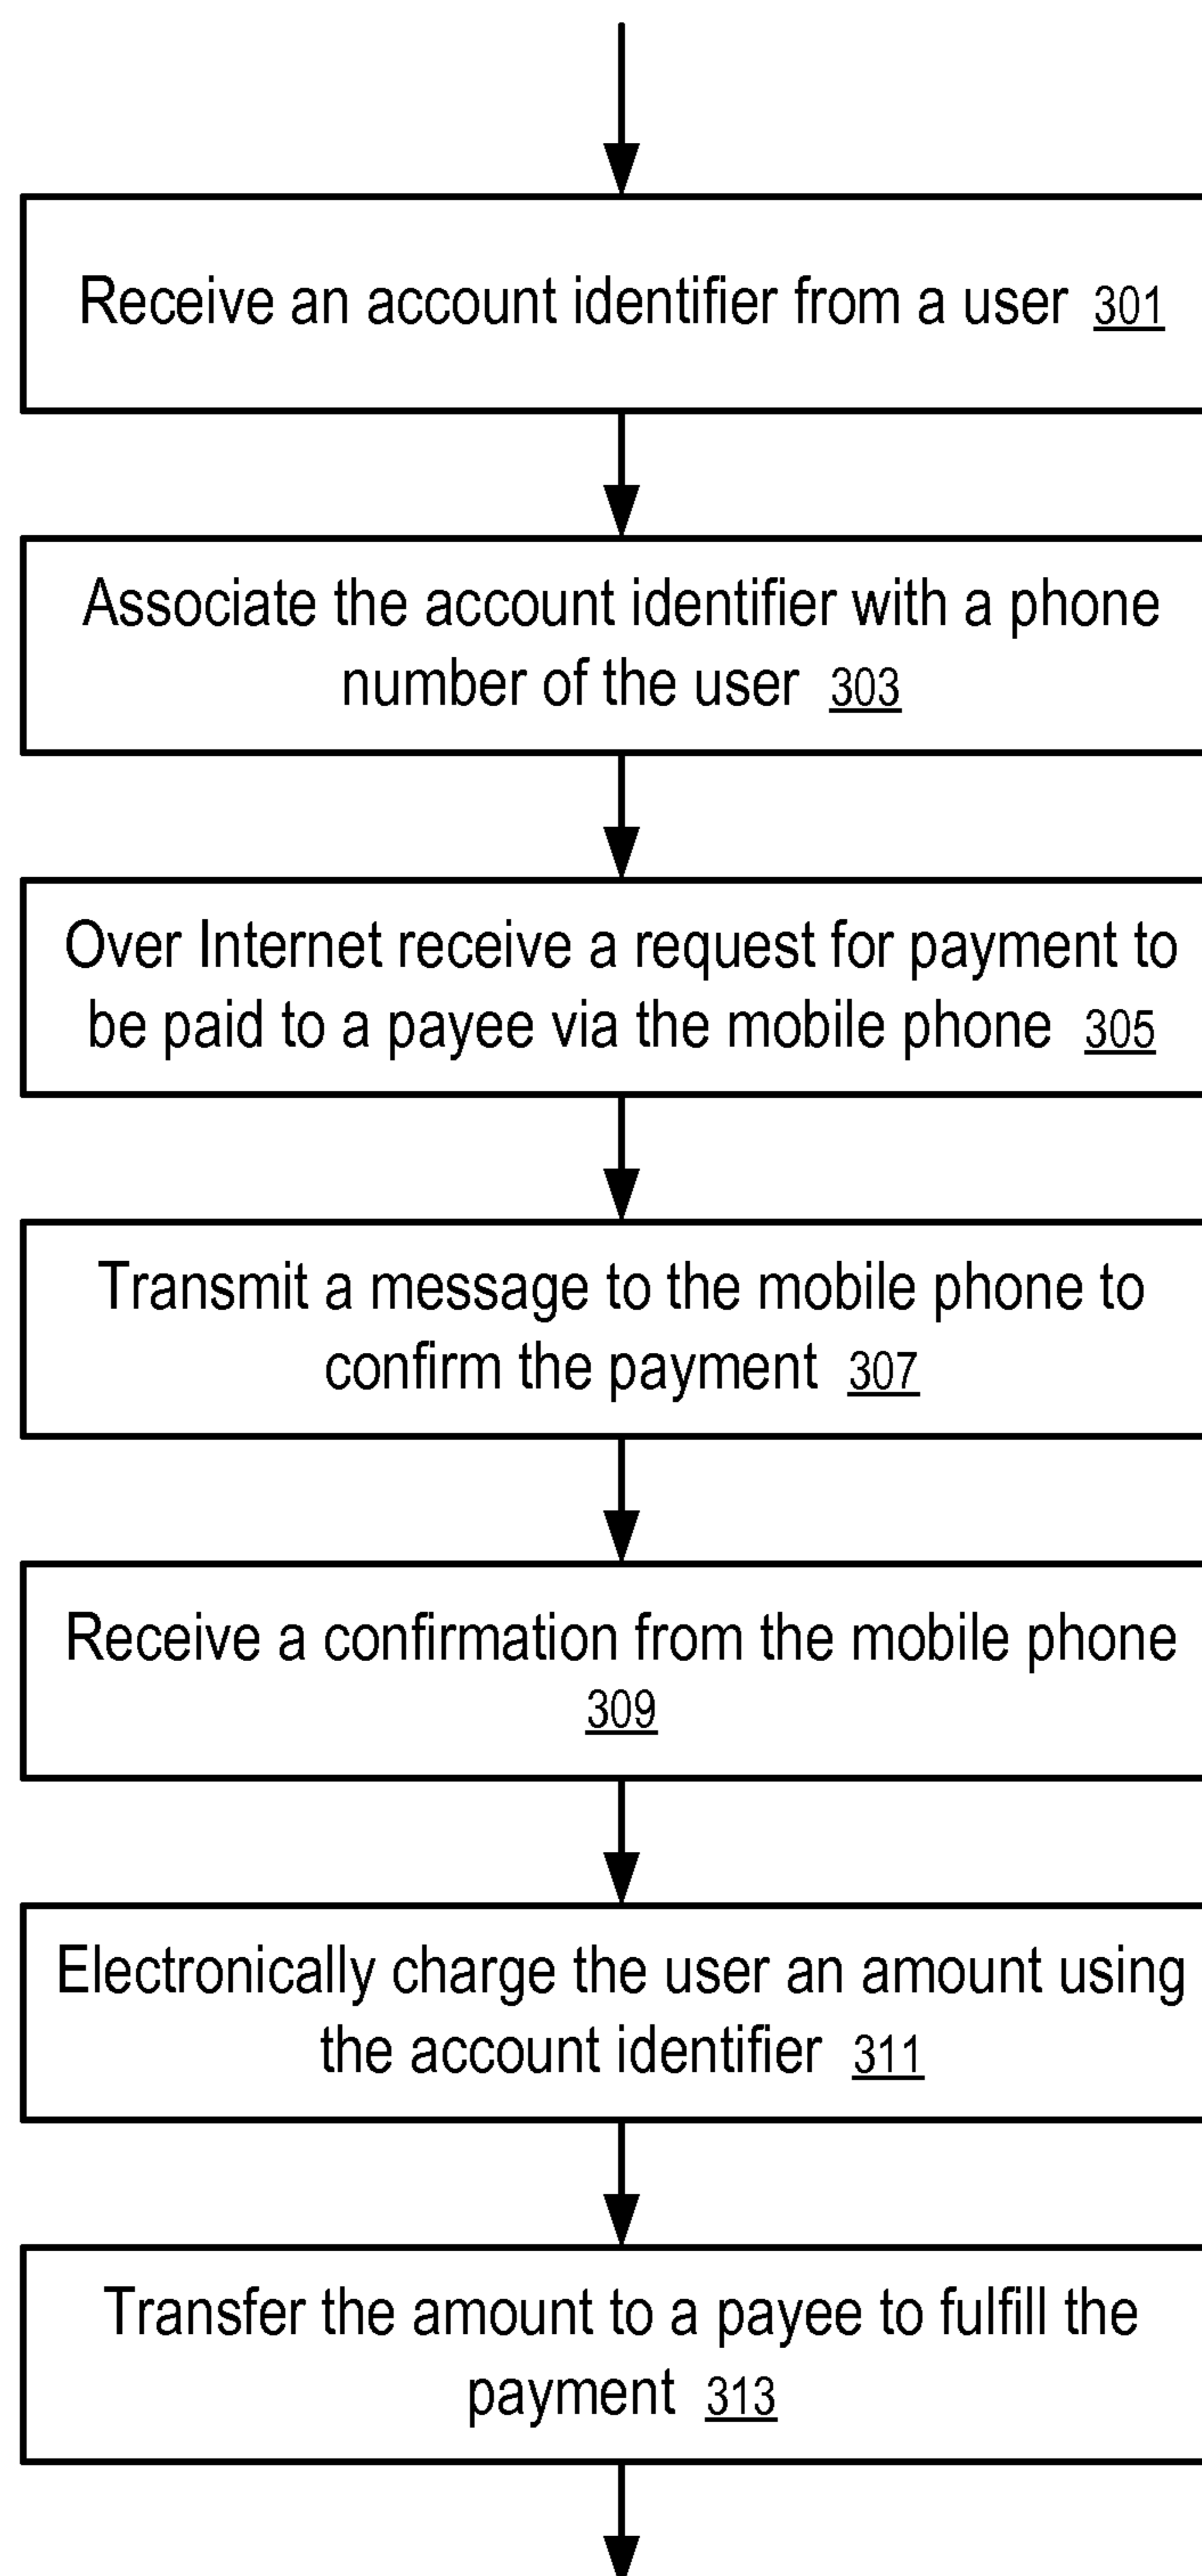 Receive an account identifier from a user 301
Associate the account identifier with a phone
number of the user 303
Over Internet receive a request for payment to
be paid to a payee via the mobile phone 305
Transmit a message to the mobile phone to
confirm the payment 307
Receive a confirmation from the mobile phone
309
Electronically charge the user an amount using
the account identifier 311
Transfer the amount to a payee to fulfill the
payment 313